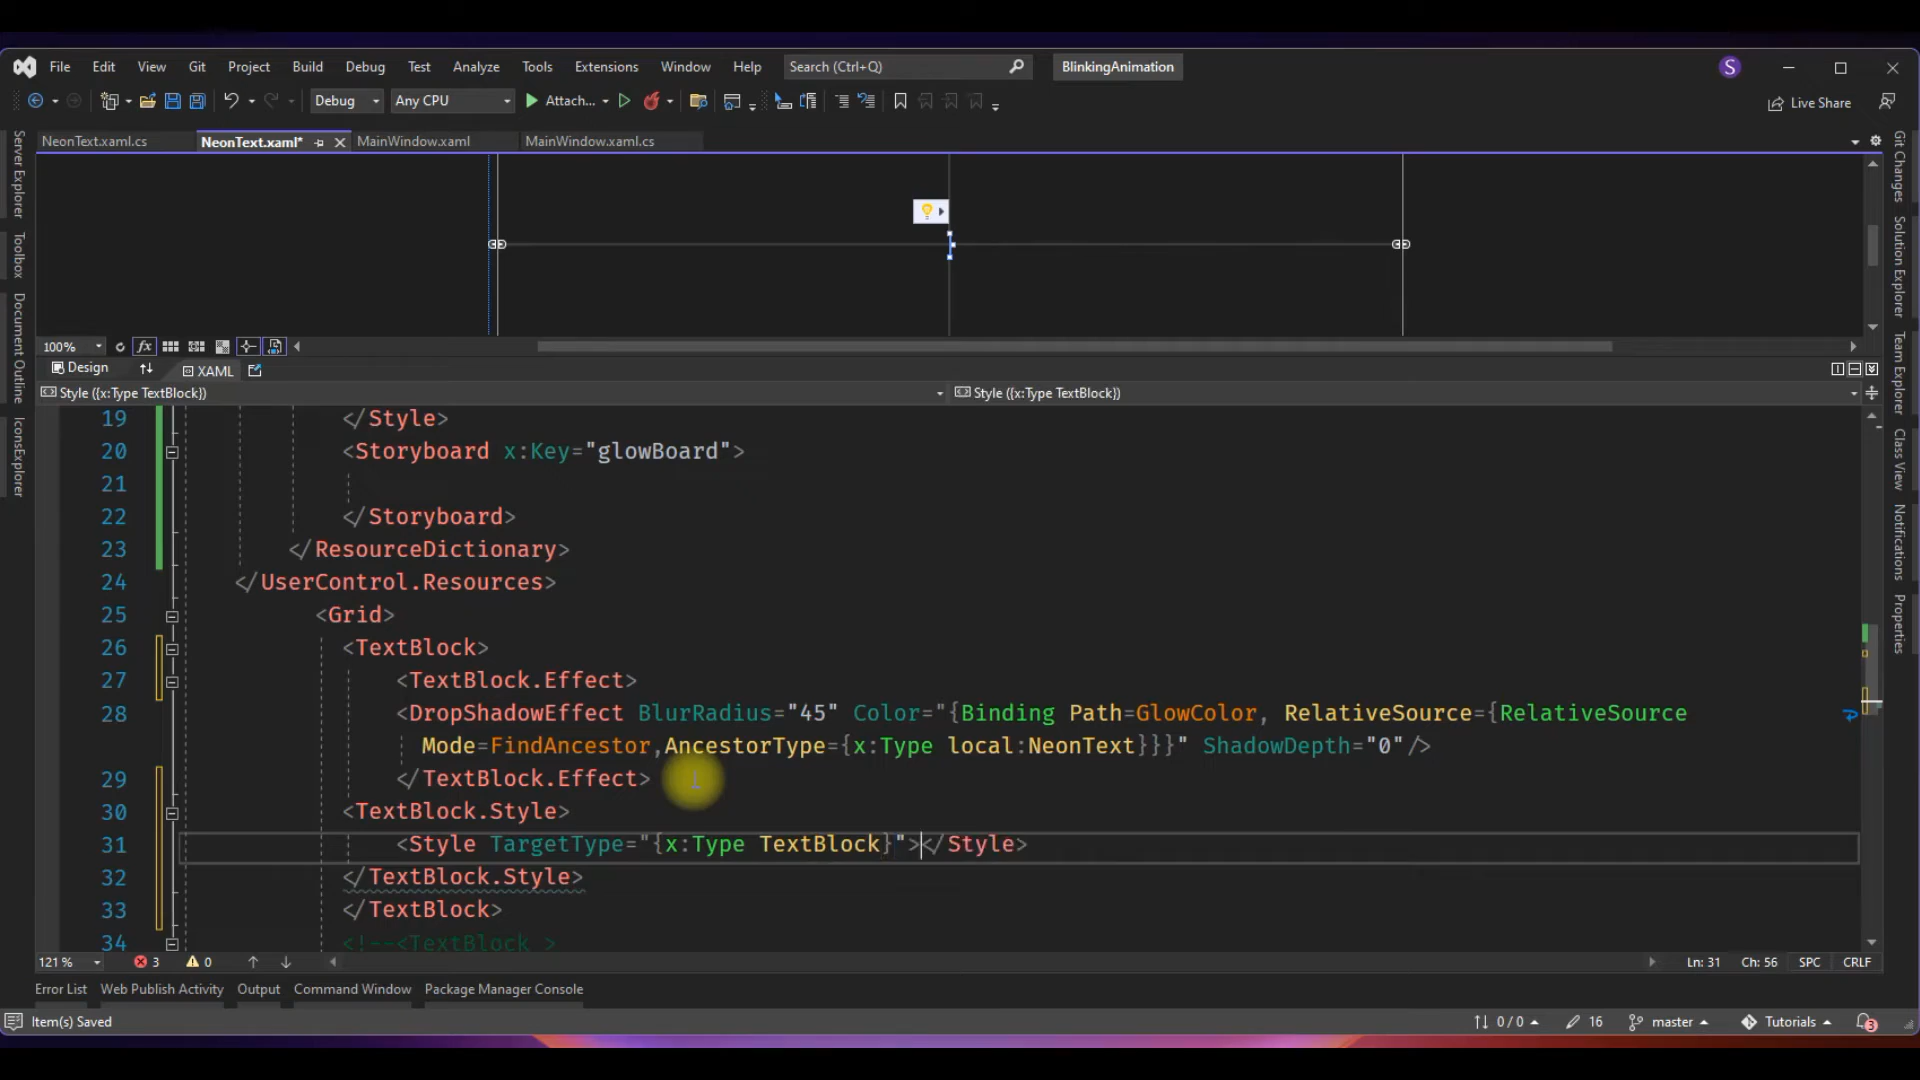 File Edit View Git Project Build Debug Test Analyze Tools Extensions Window Help Search (Ctrl+Q) BlinkingAnimation S
Debug Any CPU Attach... Live Share
NeonText.xaml.cs NeonText.xaml* MainWindow.xaml MainWindow.xaml.cs
Server Explorer
Toolbox
Document Outline
IconsExplorer
Git Changes
Solution Explorer
Team Explorer
Class View
Notifications
Properties
100% fx
Design XAML
Style ({x:Type TextBlock}) Style ({x:Type TextBlock})
19 </Style>
20 <Storyboard x:Key="glowBoard">
21
22 </Storyboard>
23 </ResourceDictionary>
24 </UserControl.Resources>
25 <Grid>
26 <TextBlock>
27 <TextBlock.Effect>
28 <DropShadowEffect BlurRadius="45" Color="{Binding Path=GlowColor, RelativeSource={RelativeSource
Mode=FindAncestor,AncestorType={x:Type local:NeonText}}}" ShadowDepth="0"/>
29 </TextBlock.Effect>
30 <TextBlock.Style>
31 <Style TargetType="{x:Type TextBlock}"></Style>
32 </TextBlock.Style>
33 </TextBlock>
34 <!--<TextBlock >
121 % 3 0 Ln: 31 Ch: 56 SPC CRLF
Error List Web Publish Activity Output Command Window Package Manager Console
Item(s) Saved 0 / 0 16 master Tutorials 3